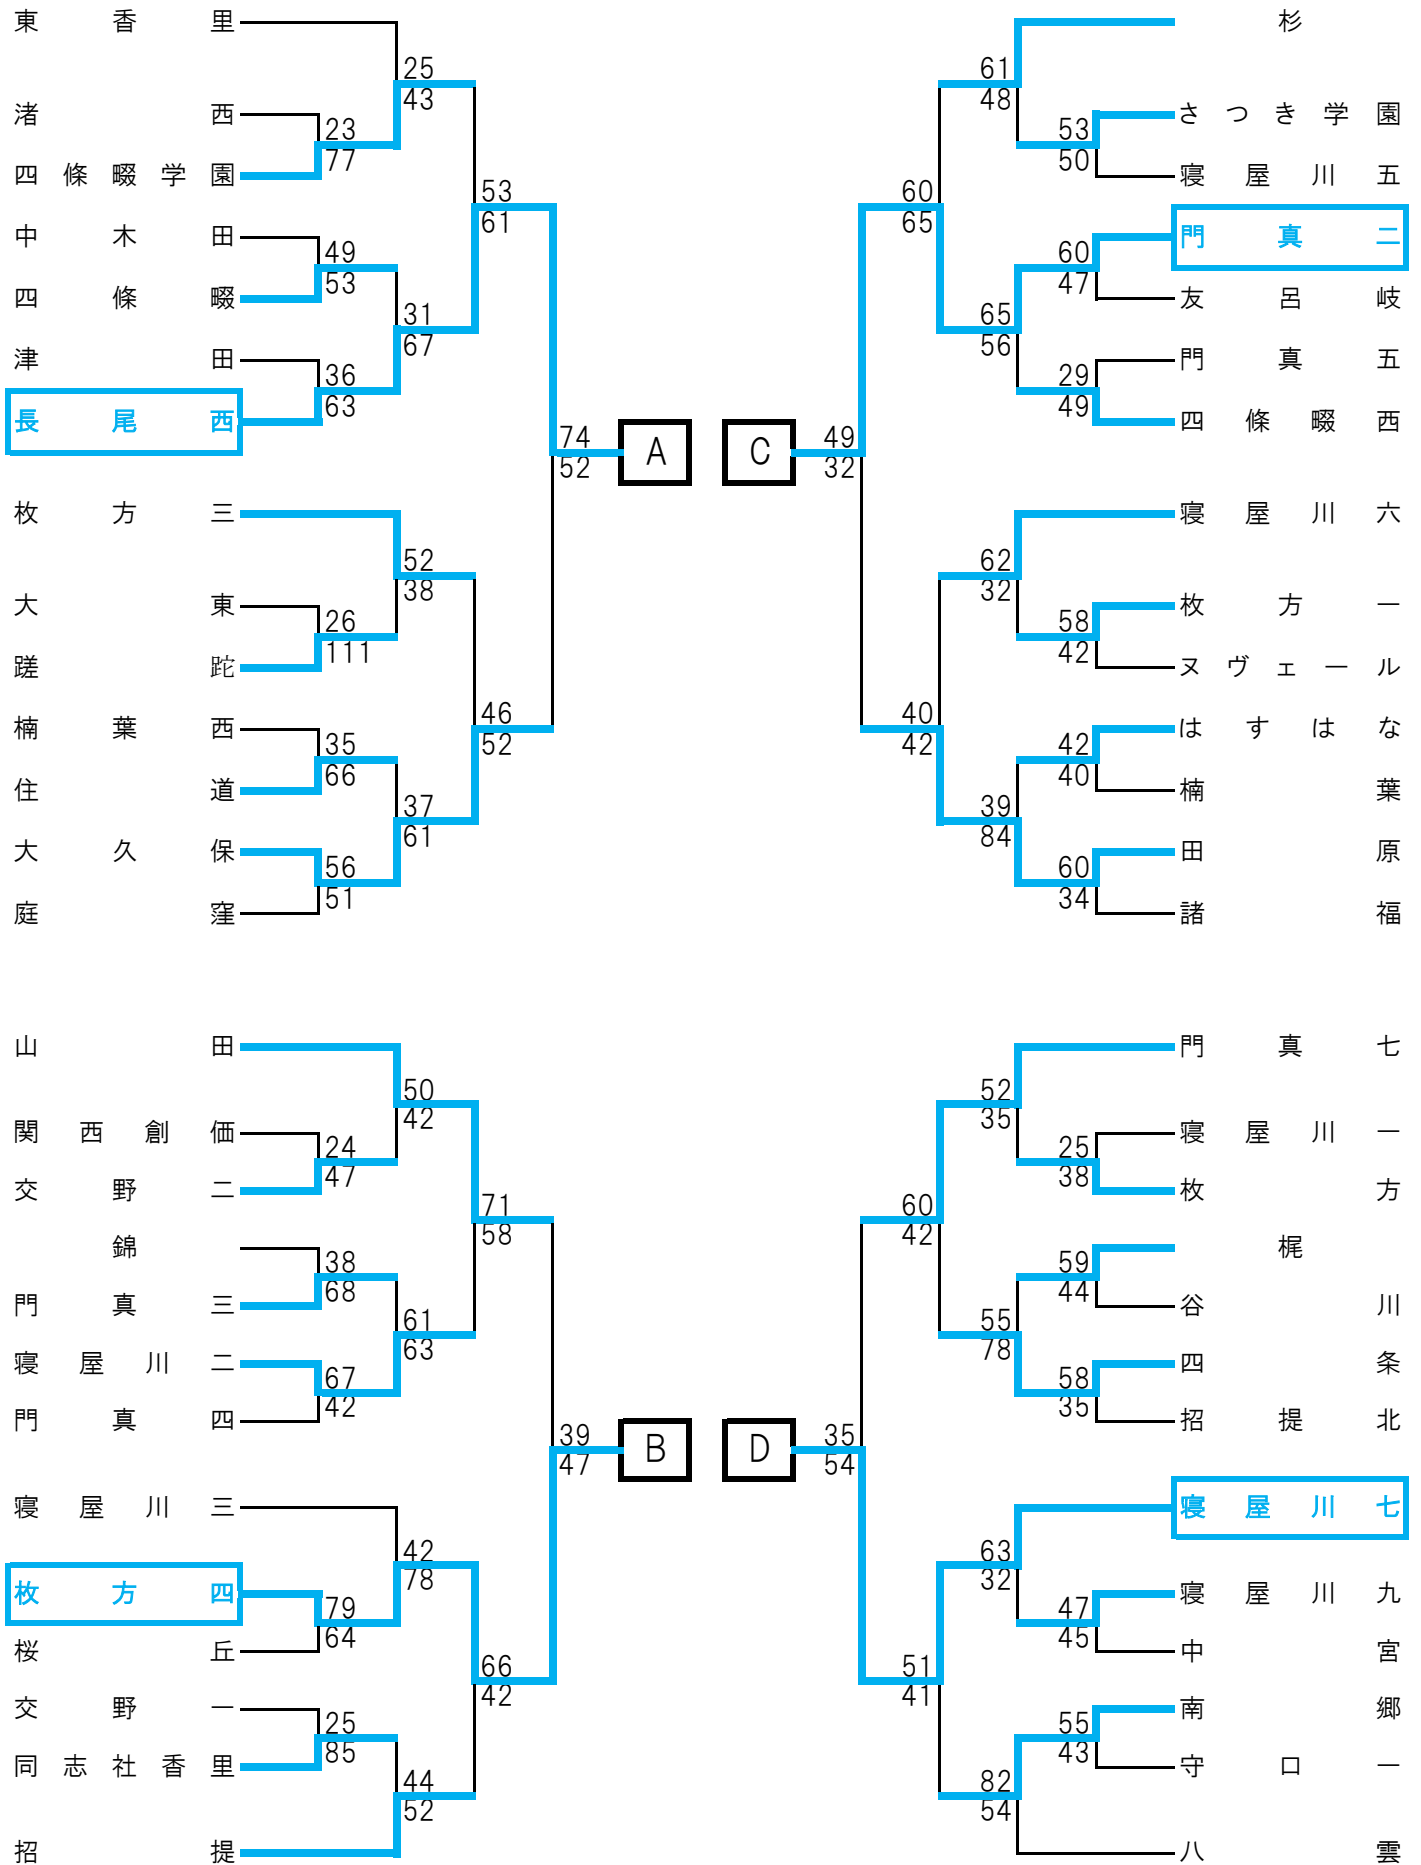 東香里
25
43
渚西
23
77
四條畷学園
53
61
中木田
49
53
四條畷
31
67
津田
36
63
長尾西
74
52
A
枚方三
52
38
大東
26
111
蹉跎
46
52
楠葉西
35
66
住道
37
61
大久保
56
51
庭窪
杉
61
48
さつき学園
53
50
寝屋川五
60
65
門真二
60
47
友呂岐
65
56
門真五
29
49
四條畷西
C
49
32
寝屋川六
62
32
枚方一
58
42
ヌヴェール
40
42
はすはな
42
40
楠葉
39
84
田原
60
34
諸福
山田
50
42
関西創価
24
47
交野二
71
58
錦
38
68
門真三
61
63
寝屋川二
67
42
門真四
39
47
B
寝屋川三
42
78
枚方四
79
64
桜丘
66
42
交野一
25
85
同志社香里
44
52
招提
門真七
52
35
寝屋川一
25
38
枚方
60
42
梶
59
44
谷川
55
78
四条
58
35
招提北
D
35
54
寝屋川七
63
32
寝屋川九
47
45
中宮
51
41
南郷
55
43
守口一
82
54
八雲